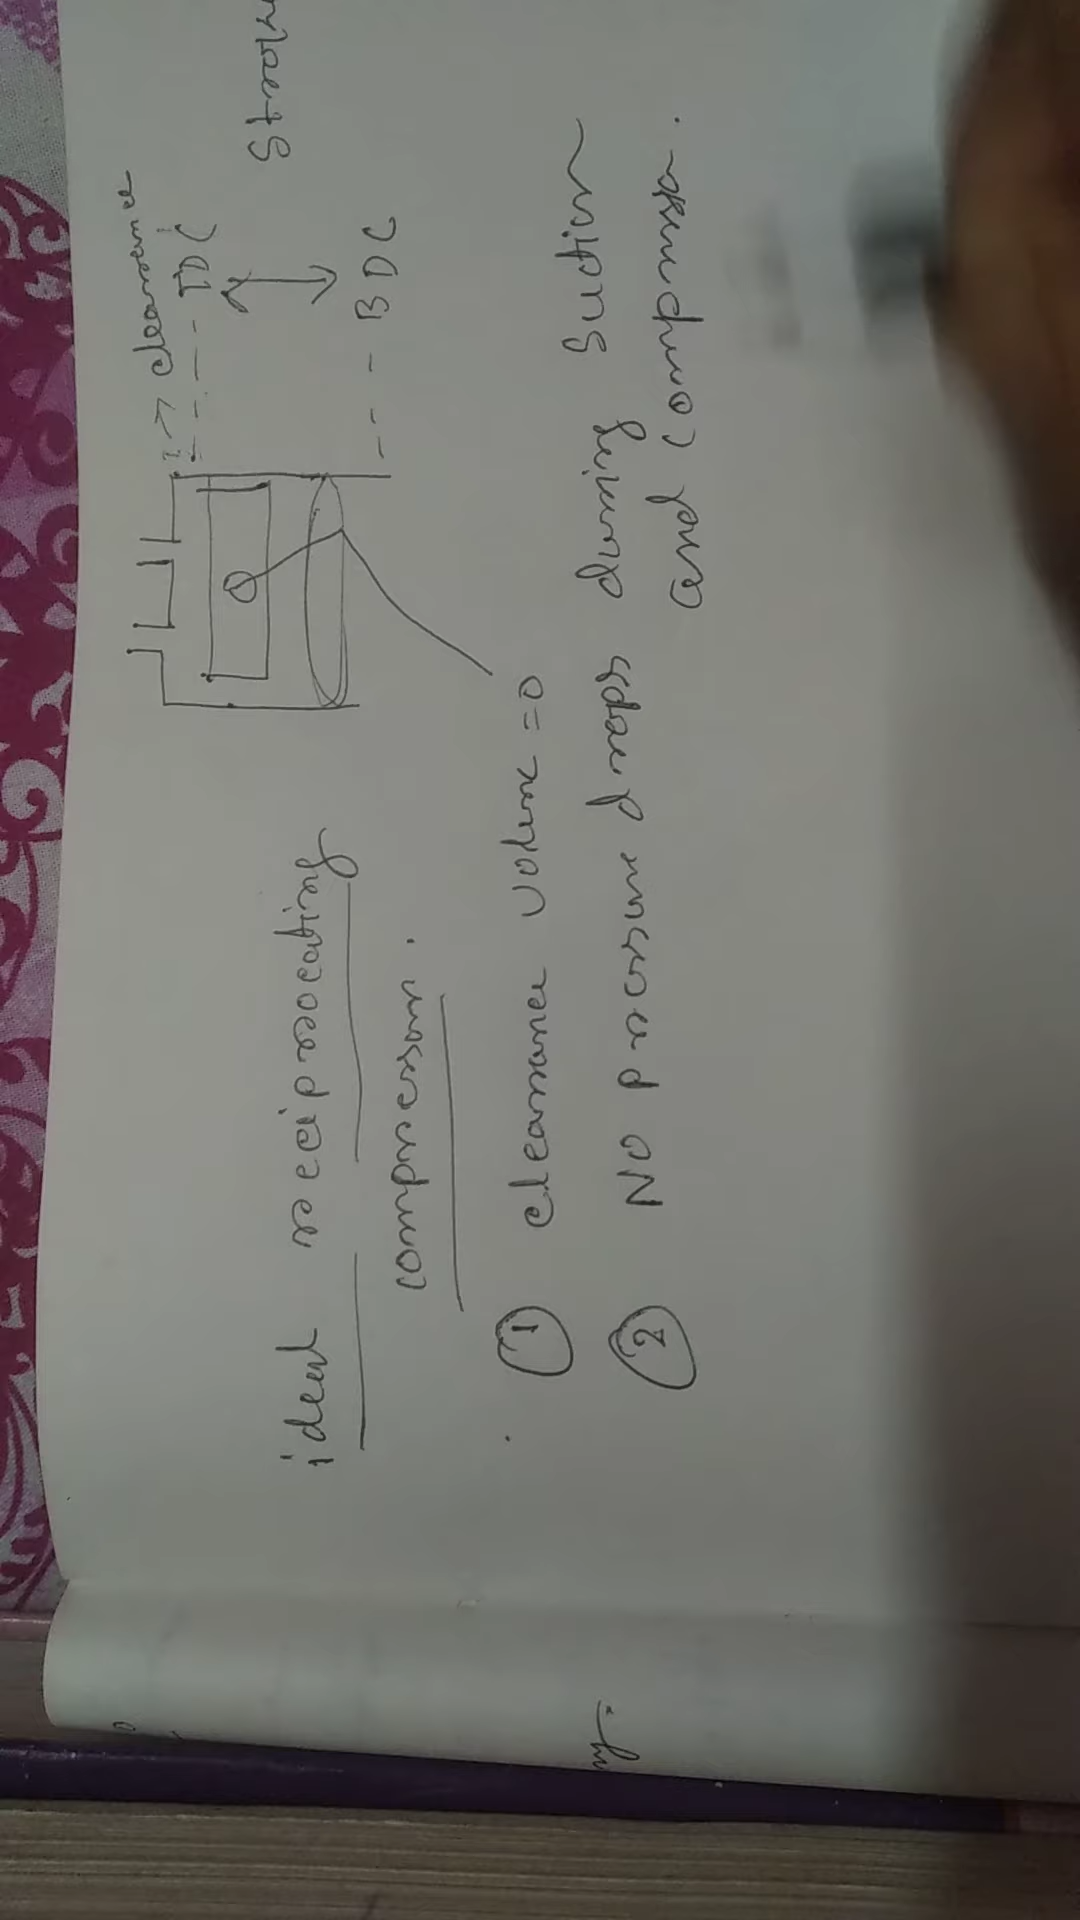 clearance
TDC
Stroke
BDC
ideal reciprocating
compressor.
1 clearance volume = 0
2 NO pressure drops during suction
and compression.